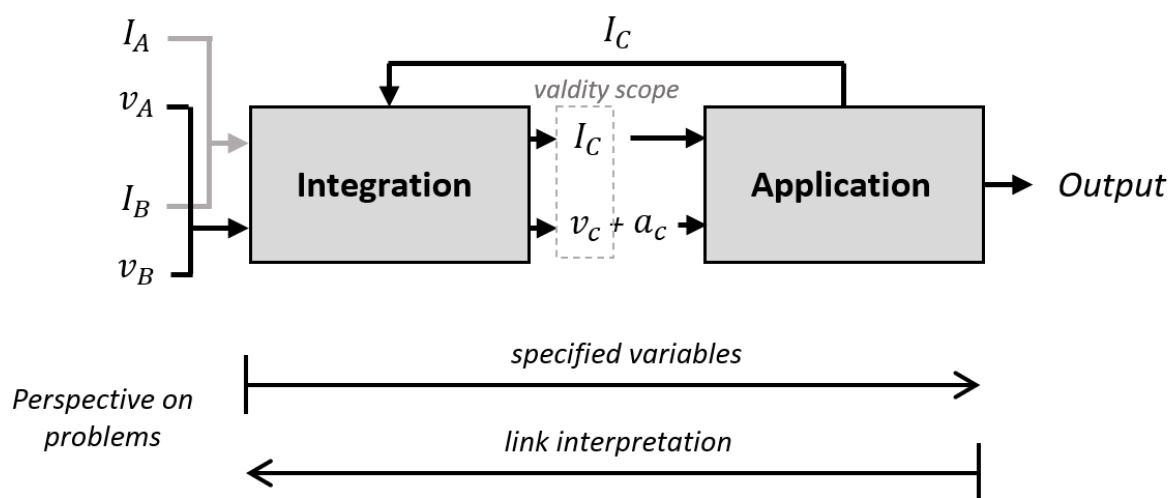 I_A
I_C
v_A
valdity scope
I_C
Integration
Application
Output
I_B
v_c + a_c
v_B
specified variables
Perspective on
problems
link interpretation